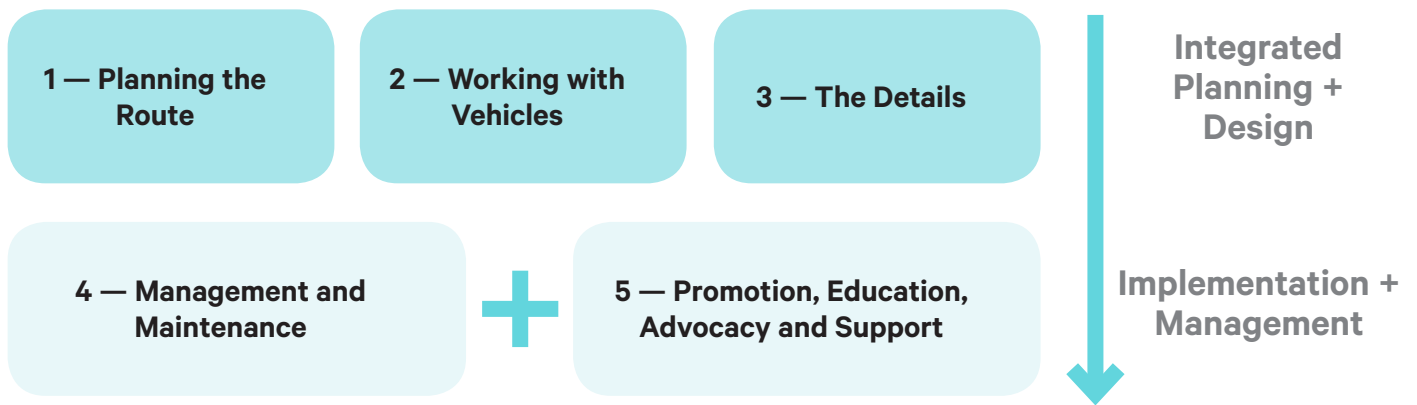 1 — Planning the
Route
2 — Working with
Vehicles
3 — The Details
Integrated
Planning +
Design
4 — Management and
Maintenance
5 — Promotion, Education,
Advocacy and Support
Implementation +
Management